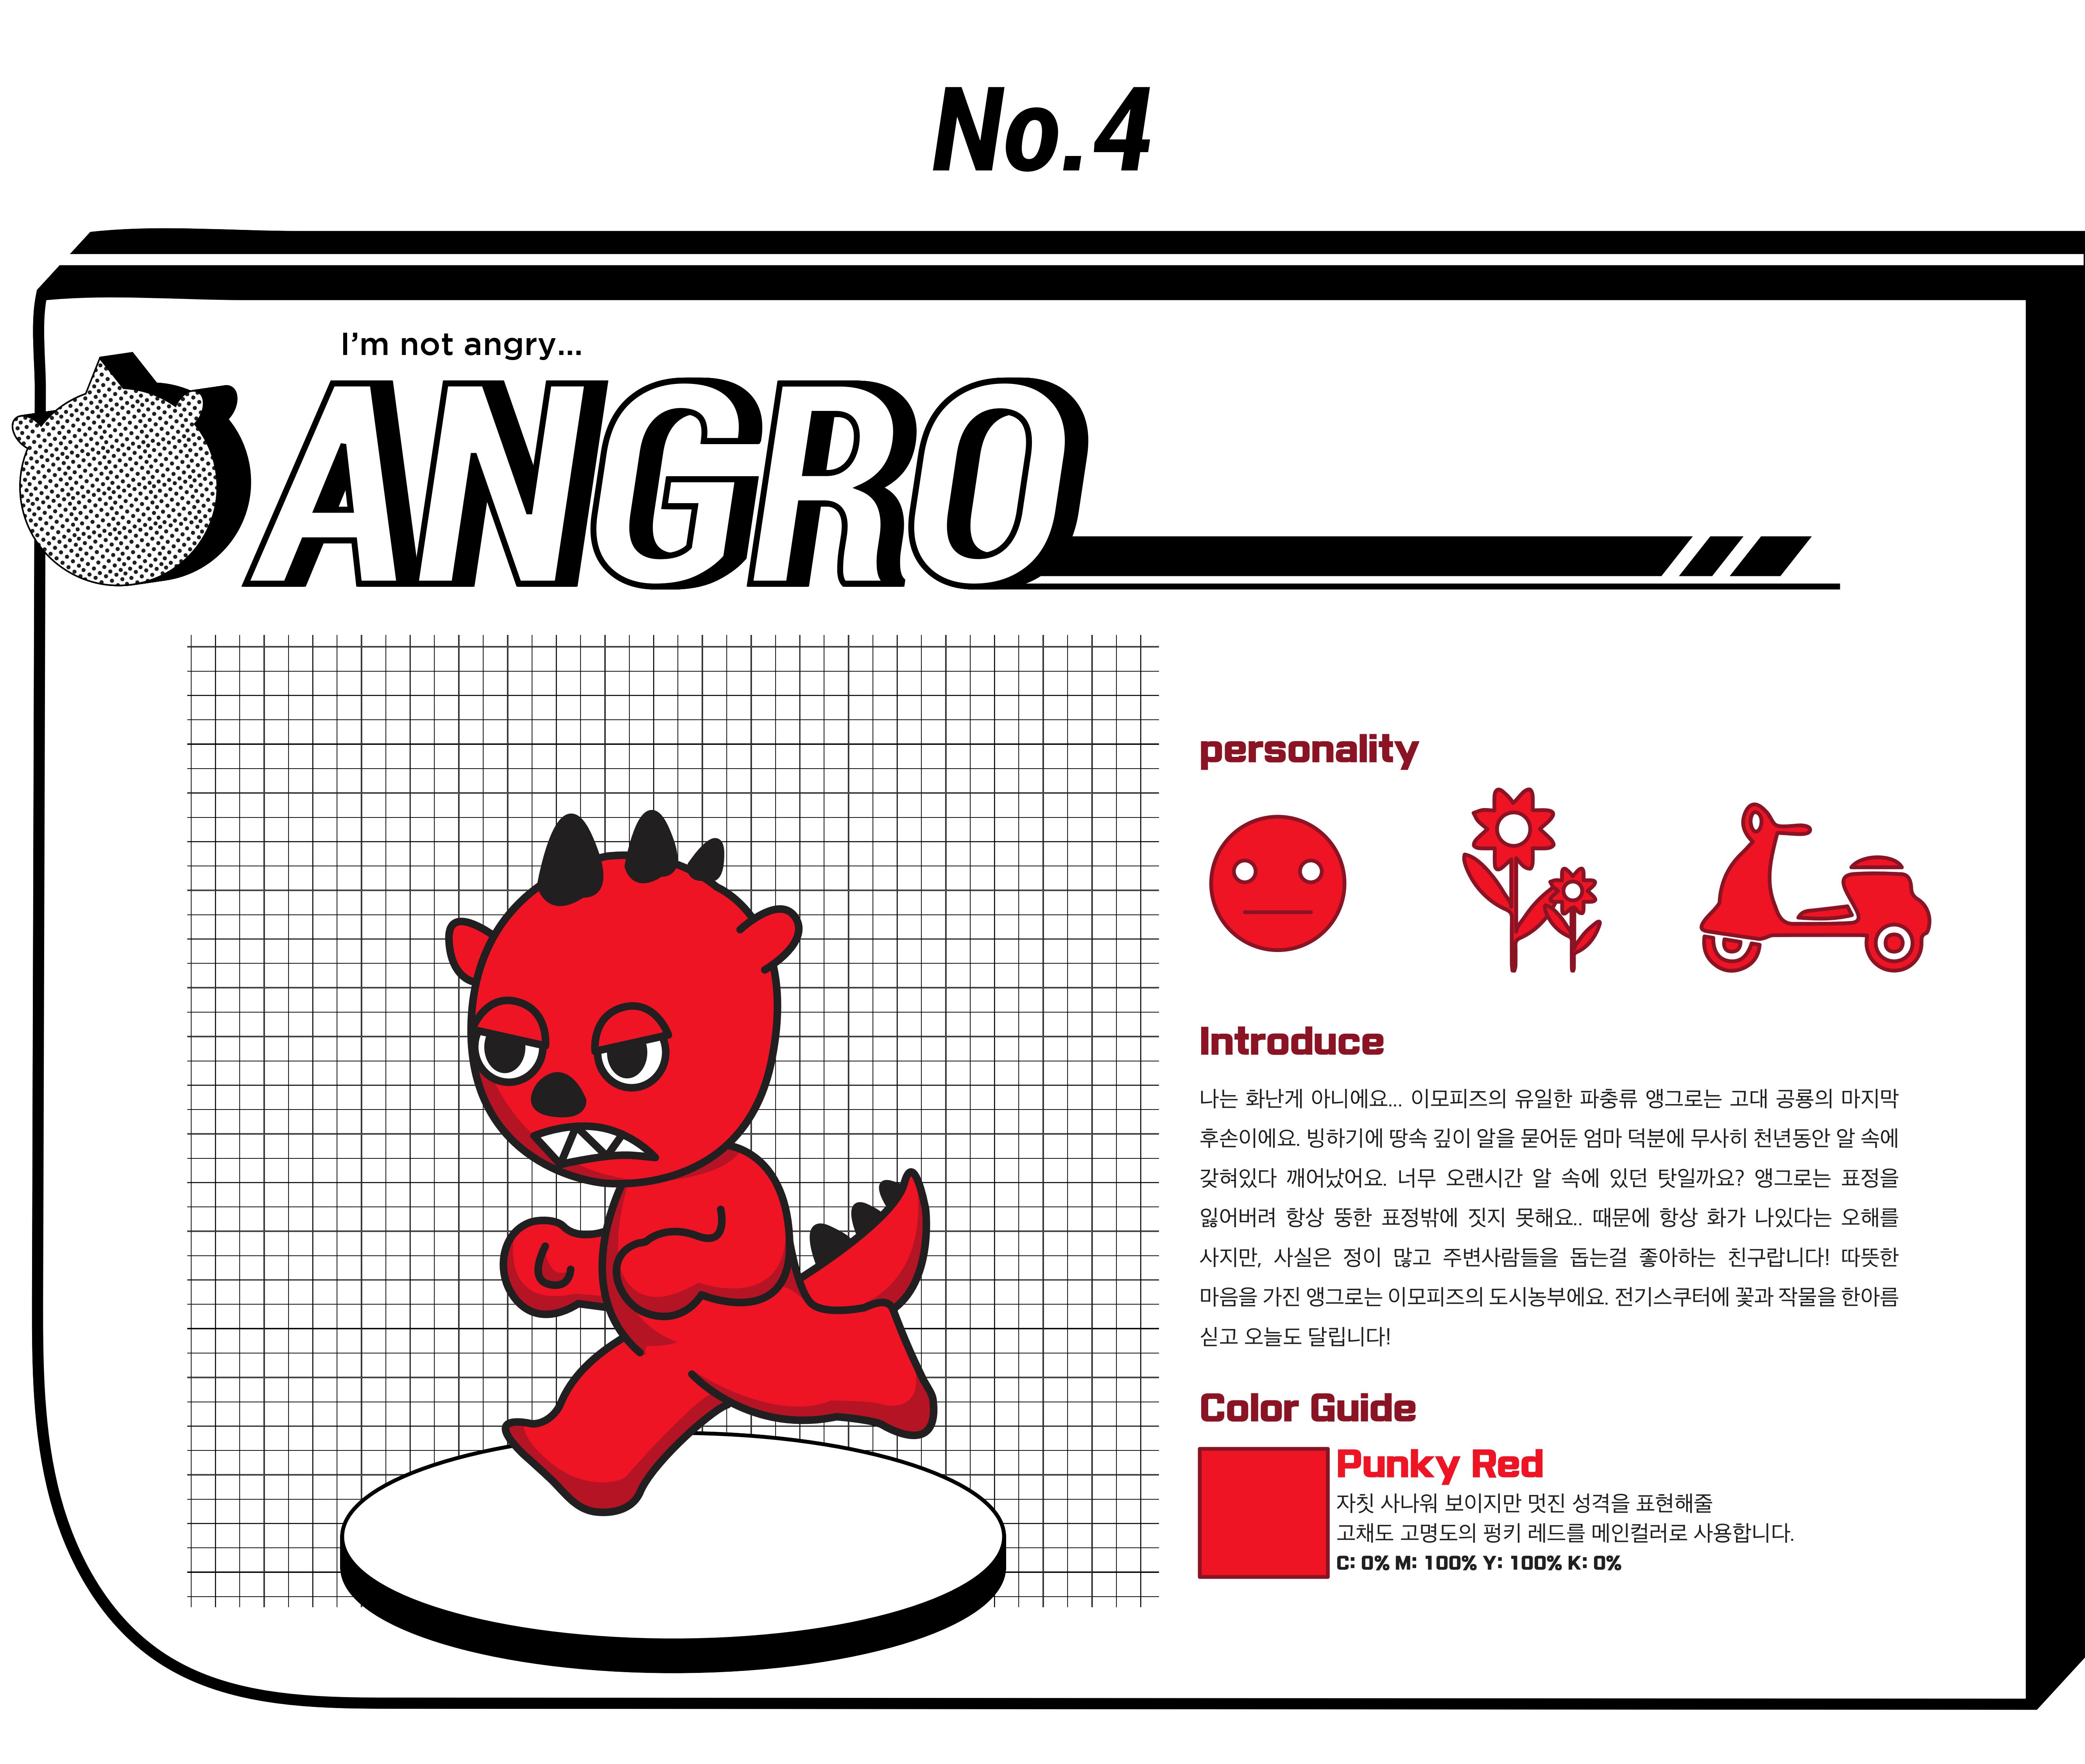 No.4
I'm not angry...
ANGRO
personality
Introduce
나는 화난게 아니에요... 이모피즈의 유일한 파충류 앵그로는 고대 공룡의 마지막
후손이에요. 빙하기에 땅속 깊이 알을 묻어둔 엄마 덕분에 무사히 천년동안 알 속에
갖혀있다 깨어났어요. 너무 오랜시간 알 속에 있던 탓일까요? 앵그로는 표정을
잃어버려 항상 뚱한 표정밖에 짓지 못해요.. 때문에 항상 화가 나있다는 오해를
사지만, 사실은 정이 많고 주변사람들을 돕는걸 좋아하는 친구랍니다! 따뜻한
마음을 가진 앵그로는 이모피즈의 도시농부에요. 전기스쿠터에 꽃과 작물을 한아름
싣고 오늘도 달립니다!
Color Guide
Punky Red
자칫 사나워 보이지만 멋진 성격을 표현해줄
고채도 고명도의 펑키 레드를 메인컬러로 사용합니다.
C: 0% M: 100% Y: 100% K: 0%